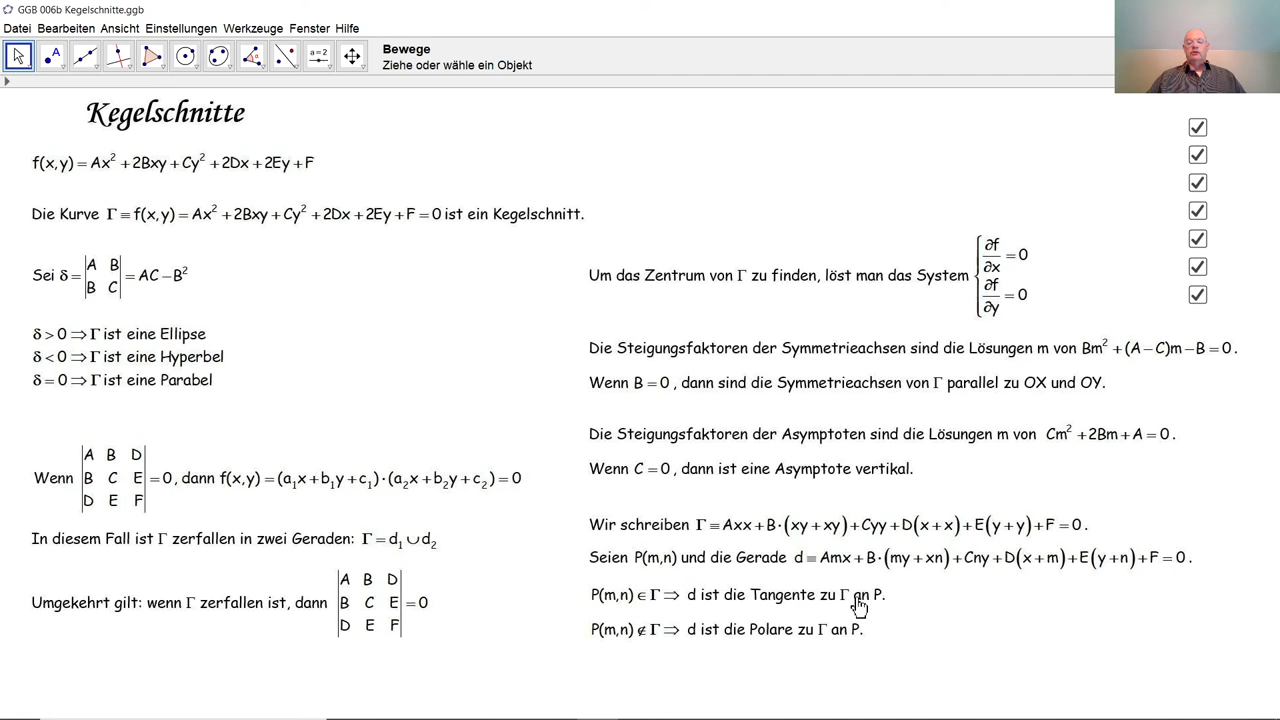 GGB 006b Kegelschnitte.ggb
Datei Bearbeiten Ansicht Einstellungen Werkzeuge Fenster Hilfe
A
a=2
Bewege
Ziehe oder wähle ein Objekt
Kegelschnitte
f(x,y) = Ax² + 2Bxy + Cy² + 2Dx + 2Ey + F
Die Kurve Γ ≡ f(x,y) = Ax² + 2Bxy + Cy² + 2Dx + 2Ey + F = 0 ist ein Kegelschnitt.
Sei δ = |A B; B C| = AC − B²
δ > 0 ⇒ Γ ist eine Ellipse
δ < 0 ⇒ Γ ist eine Hyperbel
δ = 0 ⇒ Γ ist eine Parabel
Wenn |A B D; B C E; D E F| = 0, dann f(x,y) = (a₁x + b₁y + c₁)·(a₂x + b₂y + c₂) = 0
In diesem Fall ist Γ zerfallen in zwei Geraden: Γ = d₁ ∪ d₂
Umgekehrt gilt: wenn Γ zerfallen ist, dann |A B D; B C E; D E F| = 0
Um das Zentrum von Γ zu finden, löst man das System { ∂f/∂x = 0; ∂f/∂y = 0
Die Steigungsfaktoren der Symmetrieachsen sind die Lösungen m von Bm² + (A − C)m − B = 0.
Wenn B = 0, dann sind die Symmetrieachsen von Γ parallel zu OX und OY.
Die Steigungsfaktoren der Asymptoten sind die Lösungen m von Cm² + 2Bm + A = 0.
Wenn C = 0, dann ist eine Asymptote vertikal.
Wir schreiben Γ ≡ Axx + B·(xy + xy) + Cyy + D(x + x) + E(y + y) + F = 0.
Seien P(m,n) und die Gerade d ≡ Amx + B·(my + xn) + Cny + D(x + m) + E(y + n) + F = 0.
P(m,n) ∈ Γ ⇒ d ist die Tangente zu Γ an P.
P(m,n) ∉ Γ ⇒ d ist die Polare zu Γ an P.